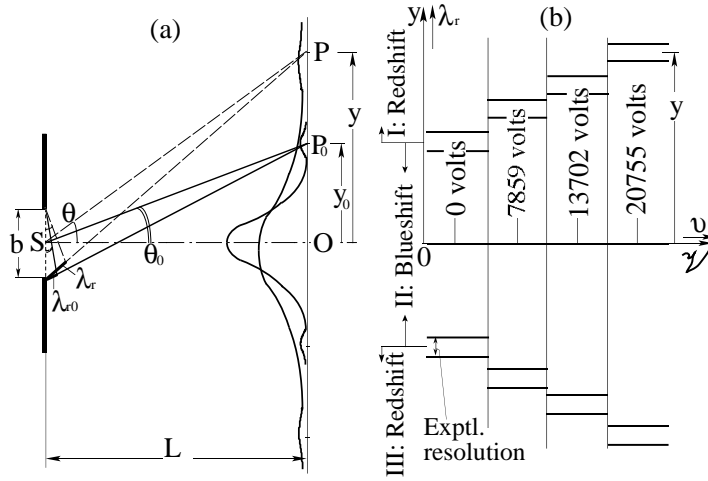 (a)
P
y
P₀
y₀
θ
θ₀
b
S
O
λr
λr0
L
(b)
y
λr
I: Redshift
II: Blueshift
III: Redshift
0 volts
7859 volts
13702 volts
20755 volts
y
0
υ
Exptl.
resolution